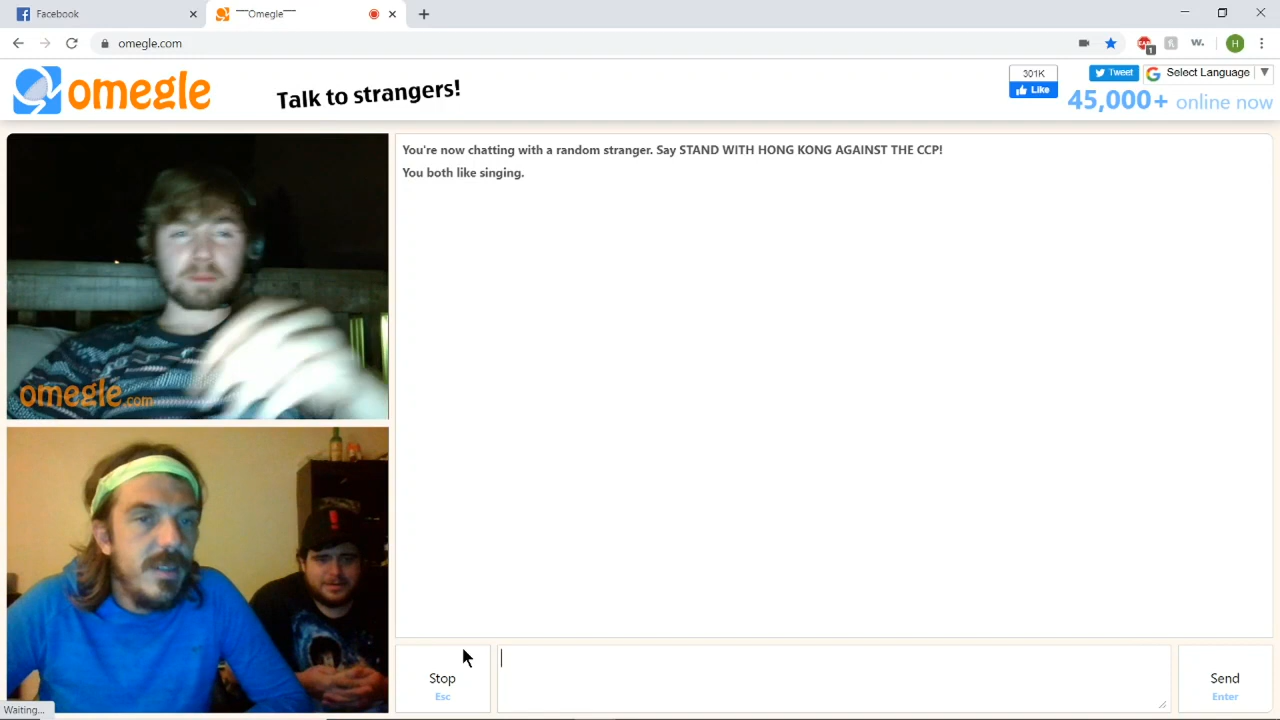 Facebook
Omegle
omegle.com
omegle
Talk to strangers!
301K
Like
Tweet
Select Language
45,000+ online now
You're now chatting with a random stranger. Say STAND WITH HONG KONG AGAINST THE CCP!
You both like singing.
omegle.com
Stop
Esc
Send
Enter
Waiting...